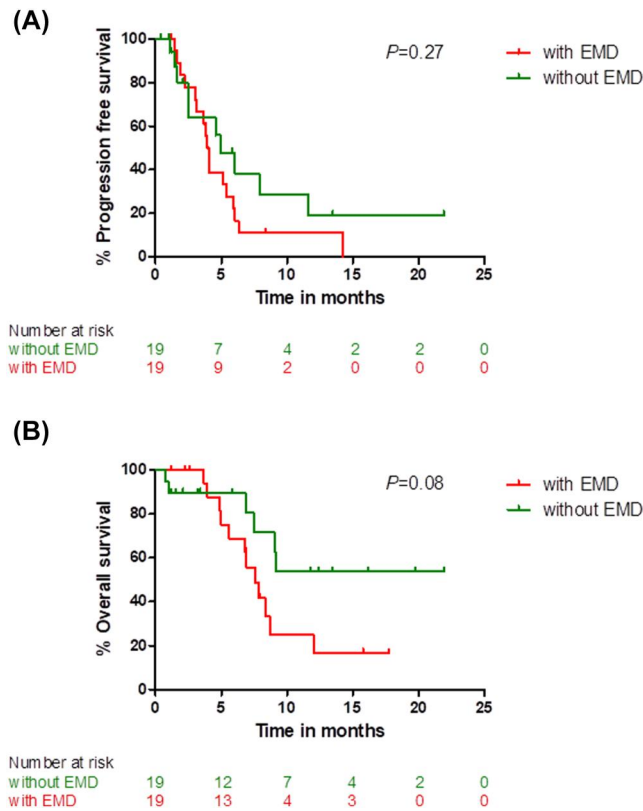 (A)
P=0.27
with EMD
without EMD
% Progression free survival
100
80
60
40
20
0
0 5 10 15 20 25
Time in months
Number at risk
without EMD 19 7 4 2 2 0
with EMD 19 9 2 0 0 0
(B)
P=0.08
with EMD
without EMD
% Overall survival
100
80
60
40
20
0
0 5 10 15 20 25
Time in months
Number at risk
without EMD 19 12 7 4 2 0
with EMD 19 13 4 3 0 0